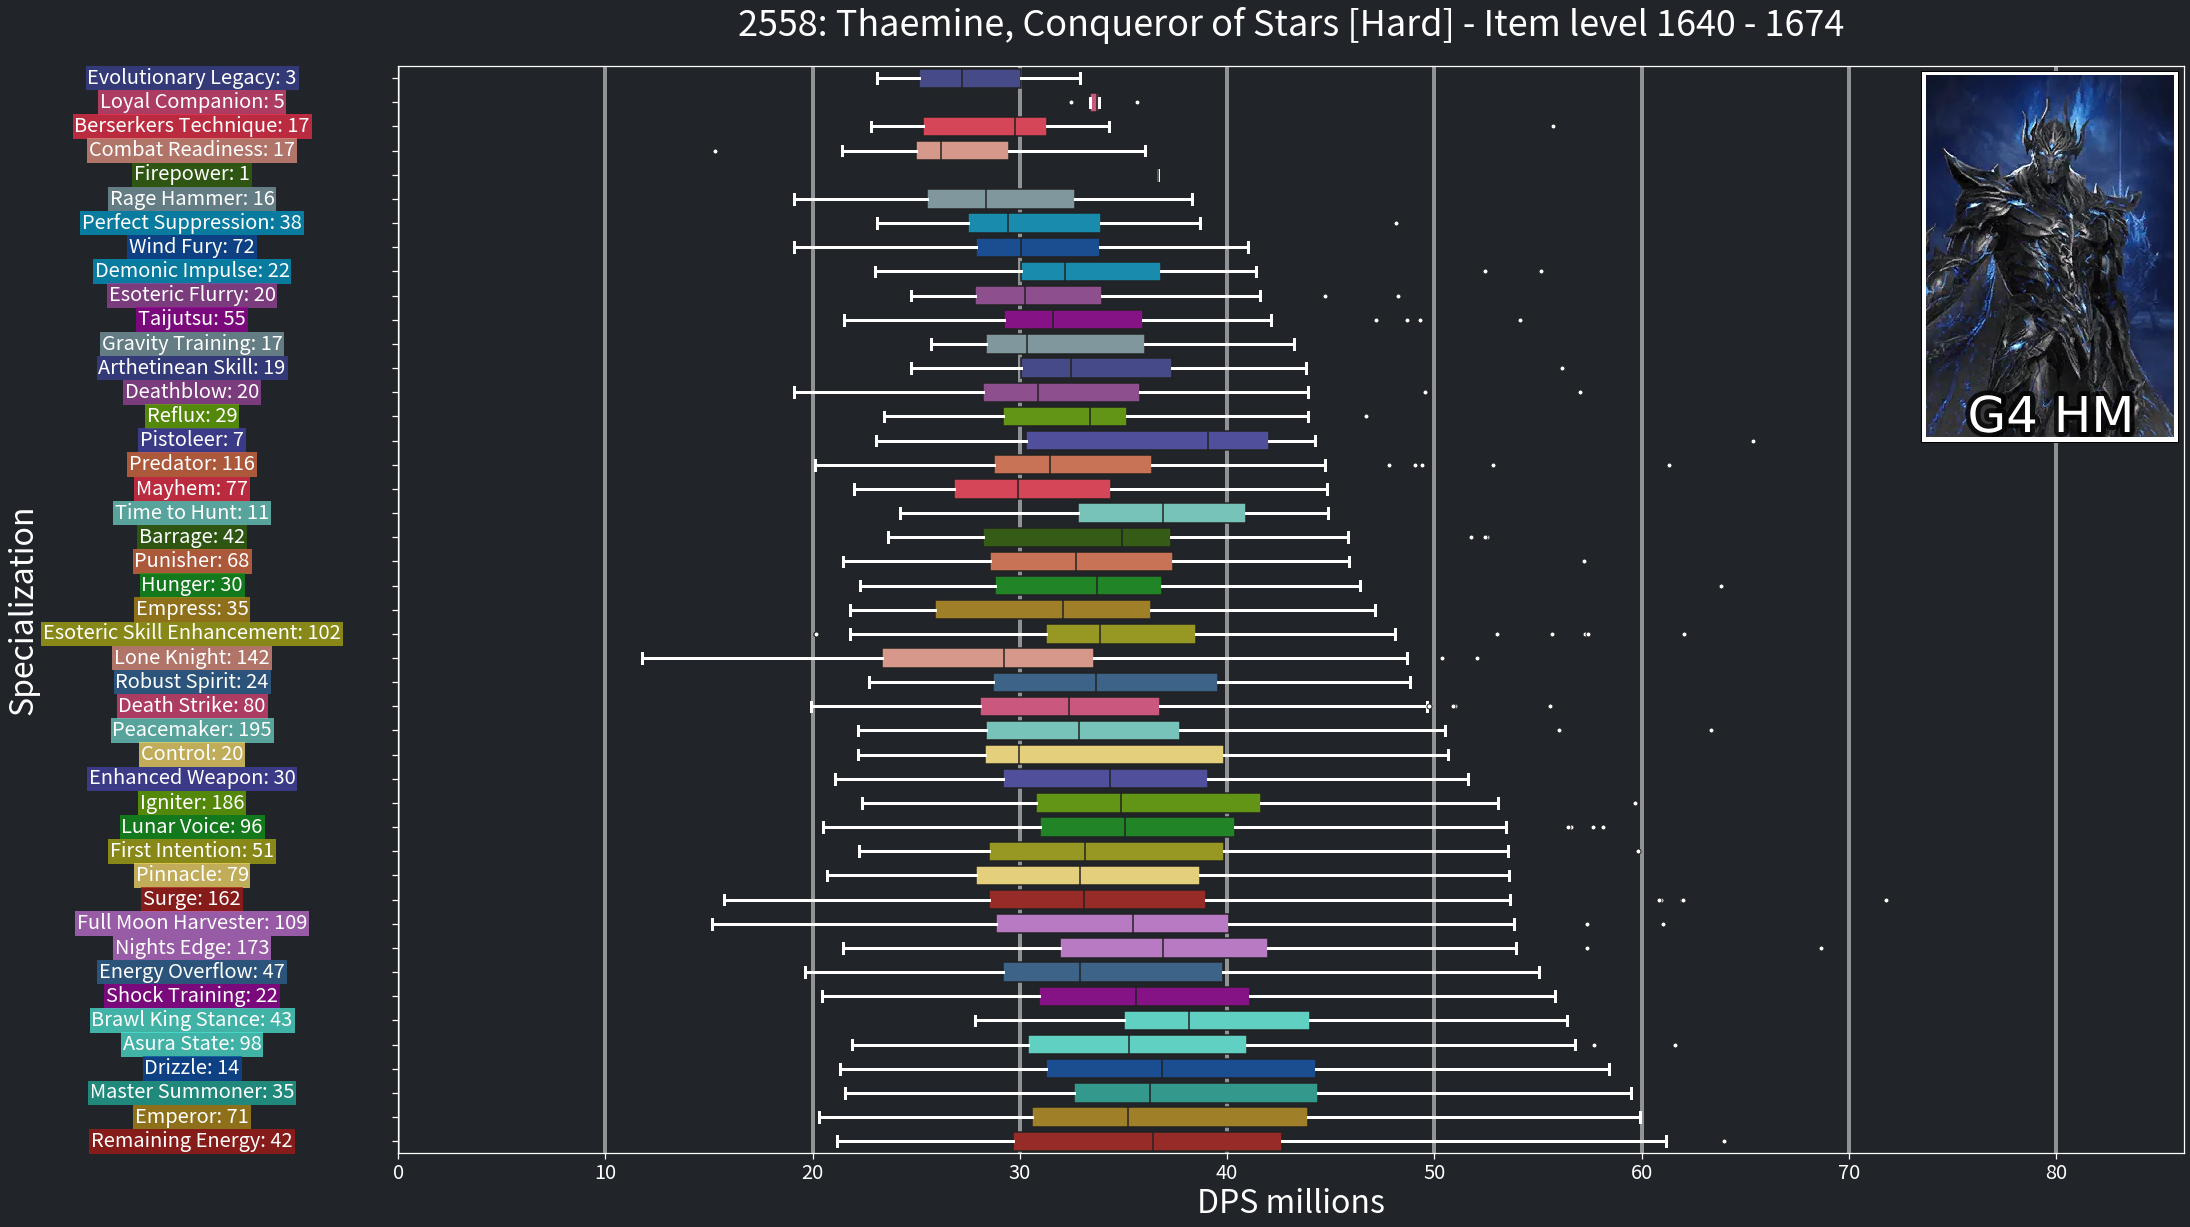 2558: Thaemine, Conqueror of Stars [Hard] - Item level 1640 - 1674
Evolutionary Legacy: 3
Loyal Companion: 5
Berserkers Technique: 17
Combat Readiness: 17
Firepower: 1
Rage Hammer: 16
Perfect Suppression: 38
Wind Fury: 72
Demonic Impulse: 22
Esoteric Flurry: 20
Taijutsu: 55
Gravity Training: 17
Arthetinean Skill: 19
Deathblow: 20
Reflux: 29
Pistoleer: 7
Predator: 116
Mayhem: 77
Time to Hunt: 11
Barrage: 42
Punisher: 68
Hunger: 30
Empress: 35
Esoteric Skill Enhancement: 102
Lone Knight: 142
Robust Spirit: 24
Death Strike: 80
Peacemaker: 195
Control: 20
Enhanced Weapon: 30
Igniter: 186
Lunar Voice: 96
First Intention: 51
Pinnacle: 79
Surge: 162
Full Moon Harvester: 109
Nights Edge: 173
Energy Overflow: 47
Shock Training: 22
Brawl King Stance: 43
Asura State: 98
Drizzle: 14
Master Summoner: 35
Emperor: 71
Remaining Energy: 42
Specialization
G4 HM
0 10 20 30 40 50 60 70 80
DPS millions